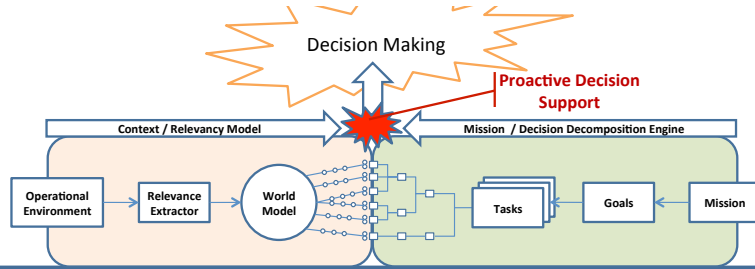 Decision Making
Proactive Decision
Support
Context / Relevancy Model
Mission / Decision Decomposition Engine
Operational
Environment
Relevance
Extractor
World
Model
Tasks
Goals
Mission